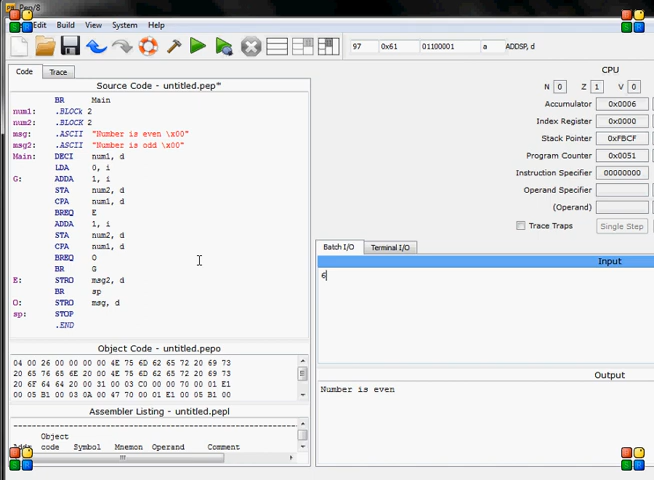 Pep/8
Edit Build View System Help
97 0x61 01100001 a ADDSP, d
Code Trace
Source Code - untitled.pep*
BR Main
num1: .BLOCk 2
num2: .BLOCK 2
msg: .ASCII "Number is even \x00"
msg2: .ASCII "Number is odd \x00"
Main: DECI num1, d
LDA 0, i
G: ADDA 1, i
STA num2, d
CPA num1, d
BREQ E
ADDA 1, i
STA num2, d
CPA num1, d
BREQ O
BR G
E: STRO msg2, d
BR sp
O: STRO msg, d
sp: STOP
.END
Object Code - untitled.pepo
04 00 26 00 00 00 00 4E 75 6D 62 65 72 20 69 73
20 65 76 65 6E 20 00 4E 75 6D 62 65 72 20 69 73
20 6F 64 64 20 00 31 00 03 C0 00 00 70 00 01 E1
00 05 B1 00 03 0A 00 47 70 00 01 E1 00 05 B1 00
Assembler Listing - untitled.pepl
Object
Addr code Symbol Mnemon Operand Comment
CPU
N 0 Z 1 V 0
Accumulator 0x0006
Index Register 0x0000
Stack Pointer 0xFBCF
Program Counter 0x0051
Instruction Specifier 00000000
Operand Specifier
(Operand)
Trace Traps Single Step
Batch I/O Terminal I/O
Input
6
Output
Number is even